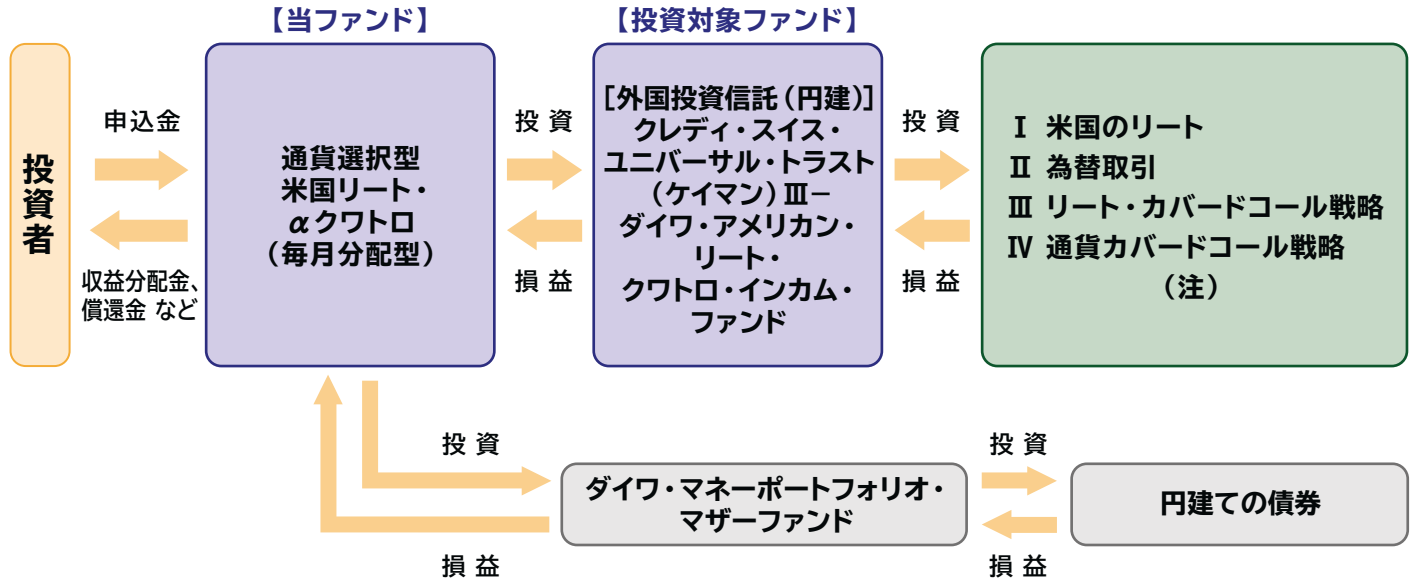 【当ファンド】
【投資対象ファンド】
投資者
申込金
収益分配金、
償還金 など
通貨選択型
米国リート・
αクワトロ
（毎月分配型）
投 資
損 益
［外国投資信託（円建）］
クレディ・スイス・
ユニバーサル・トラスト
（ケイマン）Ⅲ－
ダイワ・アメリカン・
リート・
クワトロ・インカム・
ファンド
投 資
損 益
Ⅰ 米国のリート
Ⅱ 為替取引
Ⅲ リート・カバードコール戦略
Ⅳ 通貨カバードコール戦略
（注）
投 資
損 益
ダイワ・マネーポートフォリオ・
マザーファンド
投 資
損 益
円建ての債券